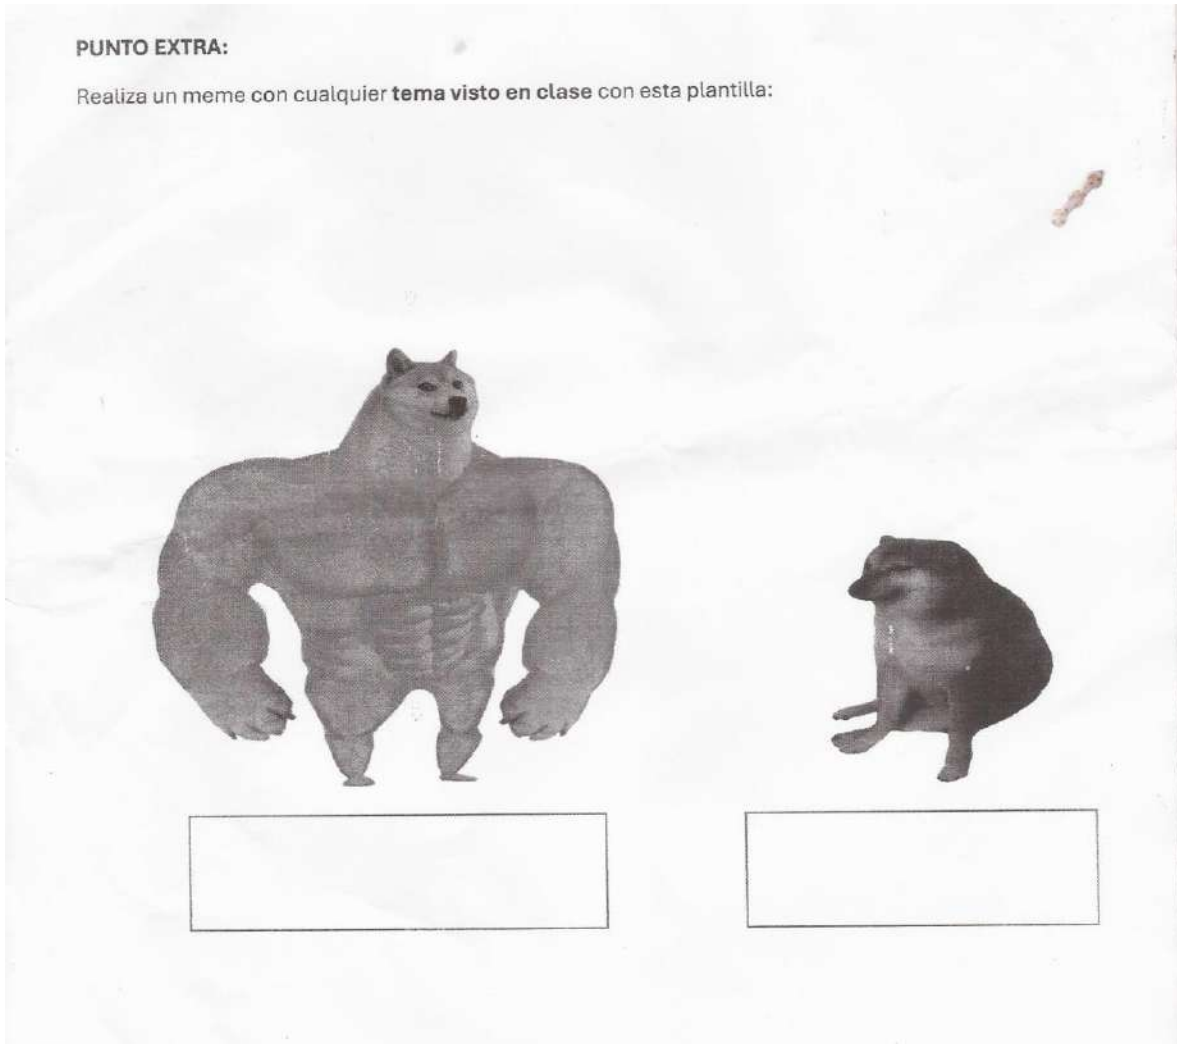 PUNTO EXTRA:
Realiza un meme con cualquier tema visto en clase con esta plantilla: